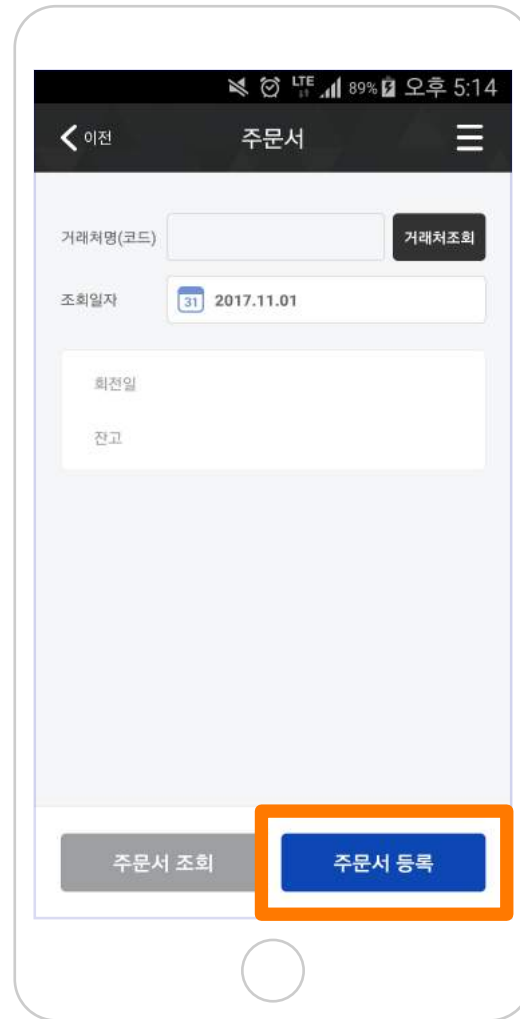 LTE 89% 오후 5:14
이전 주문서
거래처명(코드) 거래처조회
조회일자 31 2017.11.01
회전일
잔고
주문서 조회 주문서 등록